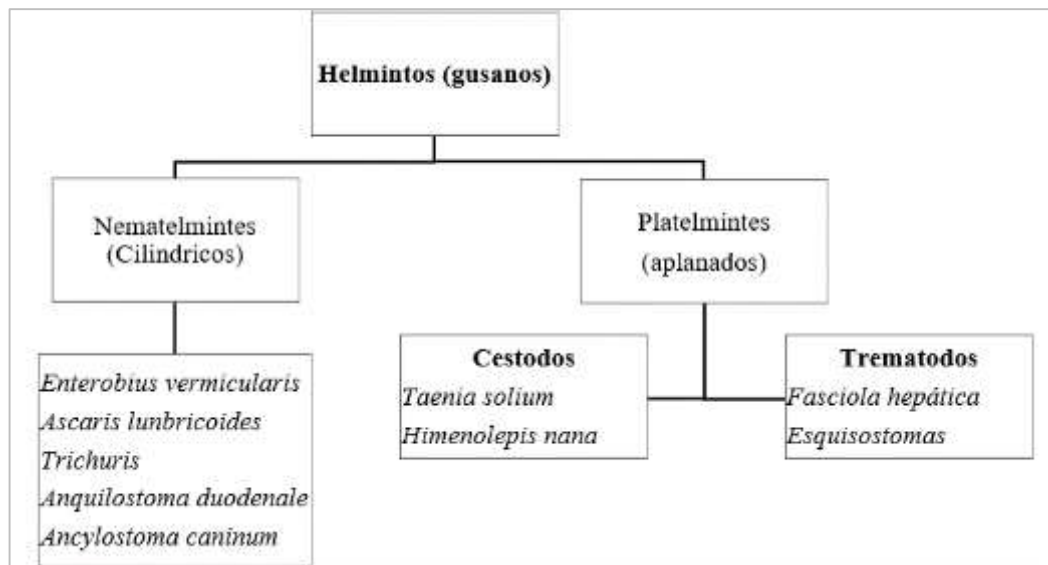 Helmintos (gusanos)
Nematelmintes
(Cilindricos)
Platelmintes
(aplanados)
Enterobius vermicularis
Ascaris lunbricoides
Trichuris
Anquilostoma duodenale
Ancylostoma caninum
Cestodos
Taenia solium
Himenolepis nana
Trematodos
Fasciola hepática
Esquisostomas